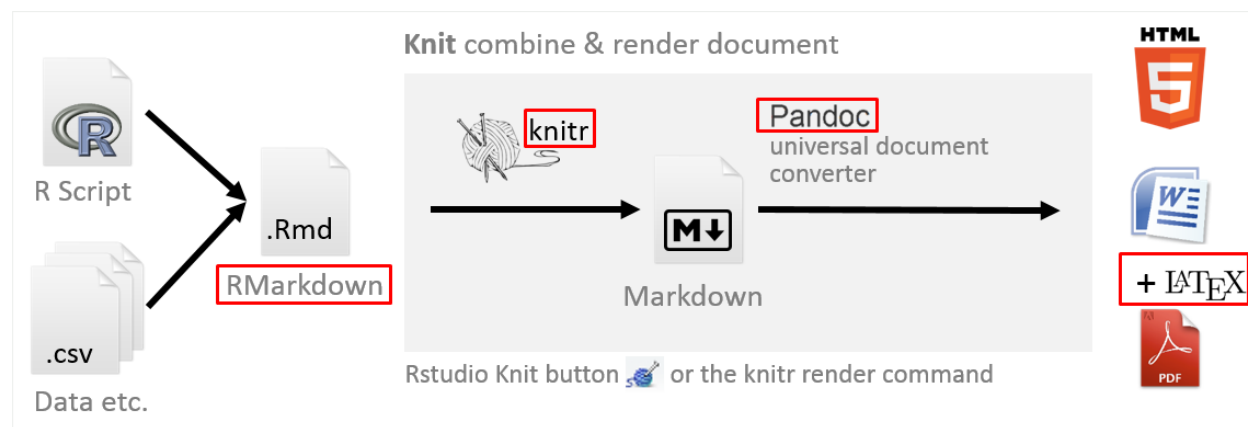 Knit combine & render document
HTML
5
R
R Script
knitr
Pandoc
universal document
converter
.Rmd
RMarkdown
M
Markdown
W
+ LATEX
.csv
Data etc.
Rstudio Knit button or the knitr render command
PDF